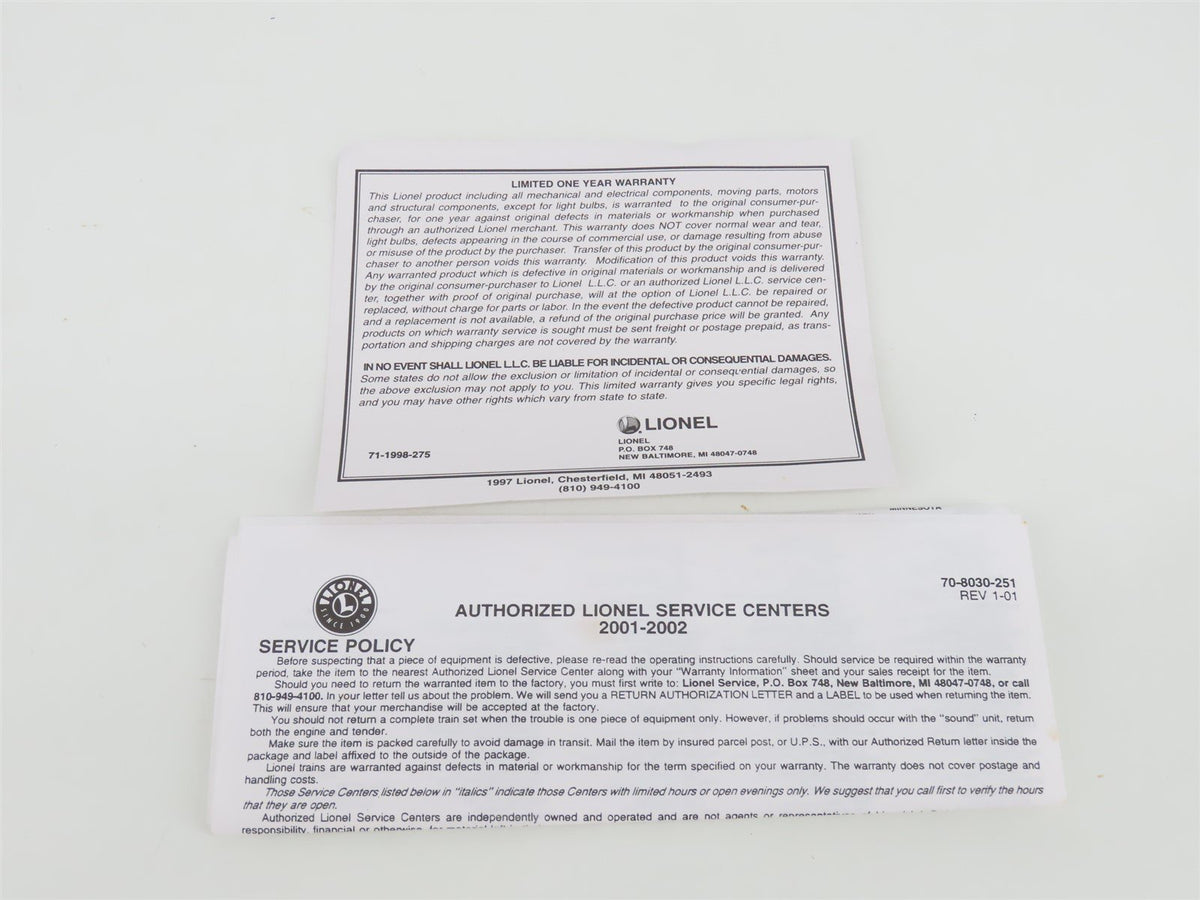 LIMITED ONE YEAR WARRANTY
This Lionel product including all mechanical and electrical components, moving parts, motors
and structural components, except for light bulbs, is warranted to the original consumer-pur-
chaser, for one year against original defects in materials or workmanship when purchased
through an authorized Lionel merchant. This warranty does NOT cover normal wear and tear,
light bulbs, defects appearing in the course of commercial use, or damage resulting from abuse
or misuse of the product by the purchaser. Transfer of this product by the original consumer-pur-
chaser to another person voids this warranty. Modification of this product voids this warranty.
Any warranted product which is defective in original materials or workmanship and is delivered
by the original consumer-purchaser to Lionel L.L.C. or an authorized Lionel L.L.C. service cen-
ter, together with proof of original purchase, will at the option of Lionel L.L.C. be repaired or
replaced, without charge for parts or labor. In the event the defective product cannot be repaired,
and a replacement is not available, a refund of the original purchase price will be granted. Any
products on which warranty service is sought must be sent freight or postage prepaid, as trans-
portation and shipping charges are not covered by the warranty.
IN NO EVENT SHALL LIONEL L.L.C. BE LIABLE FOR INCIDENTAL OR CONSEQUENTIAL DAMAGES.
Some states do not allow the exclusion or limitation of incidental or consequential damages, so
the above exclusion may not apply to you. This limited warranty gives you specific legal rights,
and you may have other rights which vary from state to state.
LIONEL
LIONEL
P.O. BOX 748
NEW BALTIMORE, MI 48047-0748
71-1998-275
1997 Lionel, Chesterfield, MI 48051-2493
(810) 949-4100
MINNESOTA
70-8030-251
REV 1-01
LIONEL
L
SINCE 1900
AUTHORIZED LIONEL SERVICE CENTERS
2001-2002
SERVICE POLICY
Before suspecting that a piece of equipment is defective, please re-read the operating instructions carefully. Should service be required within the warranty
period, take the item to the nearest Authorized Lionel Service Center along with your "Warranty Information" sheet and your sales receipt for the item.
Should you need to return the warranted item to the factory, you must first write to: Lionel Service, P.O. Box 748, New Baltimore, MI 48047-0748, or call
810-949-4100. In your letter tell us about the problem. We will send you a RETURN AUTHORIZATION LETTER and a LABEL to be used when returning the item.
This will ensure that your merchandise will be accepted at the factory.
You should not return a complete train set when the trouble is one piece of equipment only. However, if problems should occur with the "sound" unit, return
both the engine and tender.
Make sure the item is packed carefully to avoid damage in transit. Mail the item by insured parcel post, or U.P.S., with our Authorized Return letter inside the
package and label affixed to the outside of the package.
Lionel trains are warranted against defects in material or workmanship for the term specified on your warranty. The warranty does not cover postage and
handling costs.
Those Service Centers listed below in "italics" indicate those Centers with limited hours or open evenings only. We suggest that you call first to verify the hours
that they are open.
Authorized Lionel Service Centers are independently owned and operated and are not agents or representatives of
responsibility, financial or otherwise, for material